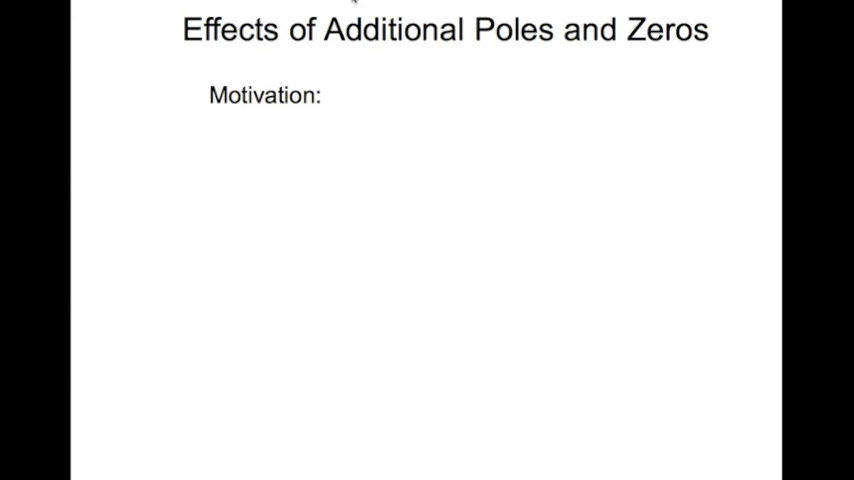 Effects of Additional Poles and Zeros
Motivation: